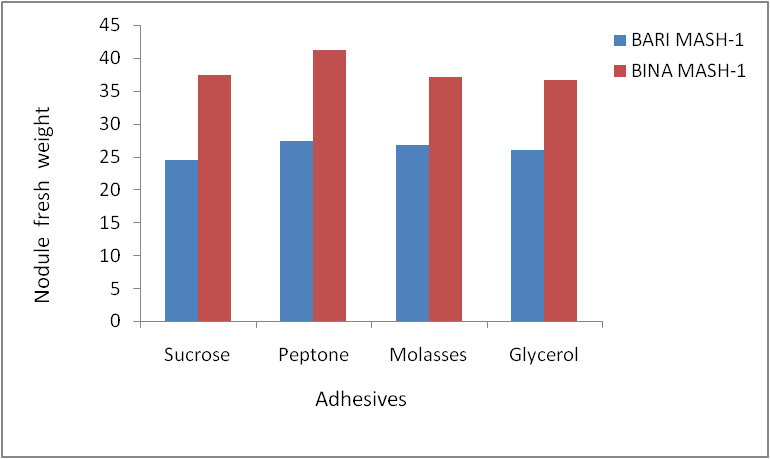 45
40
35
30
25
20
15
10
5
0
Nodule fresh weight
Sucrose Peptone Molasses Glycerol
Adhesives
BARI MASH-1
BINA MASH-1